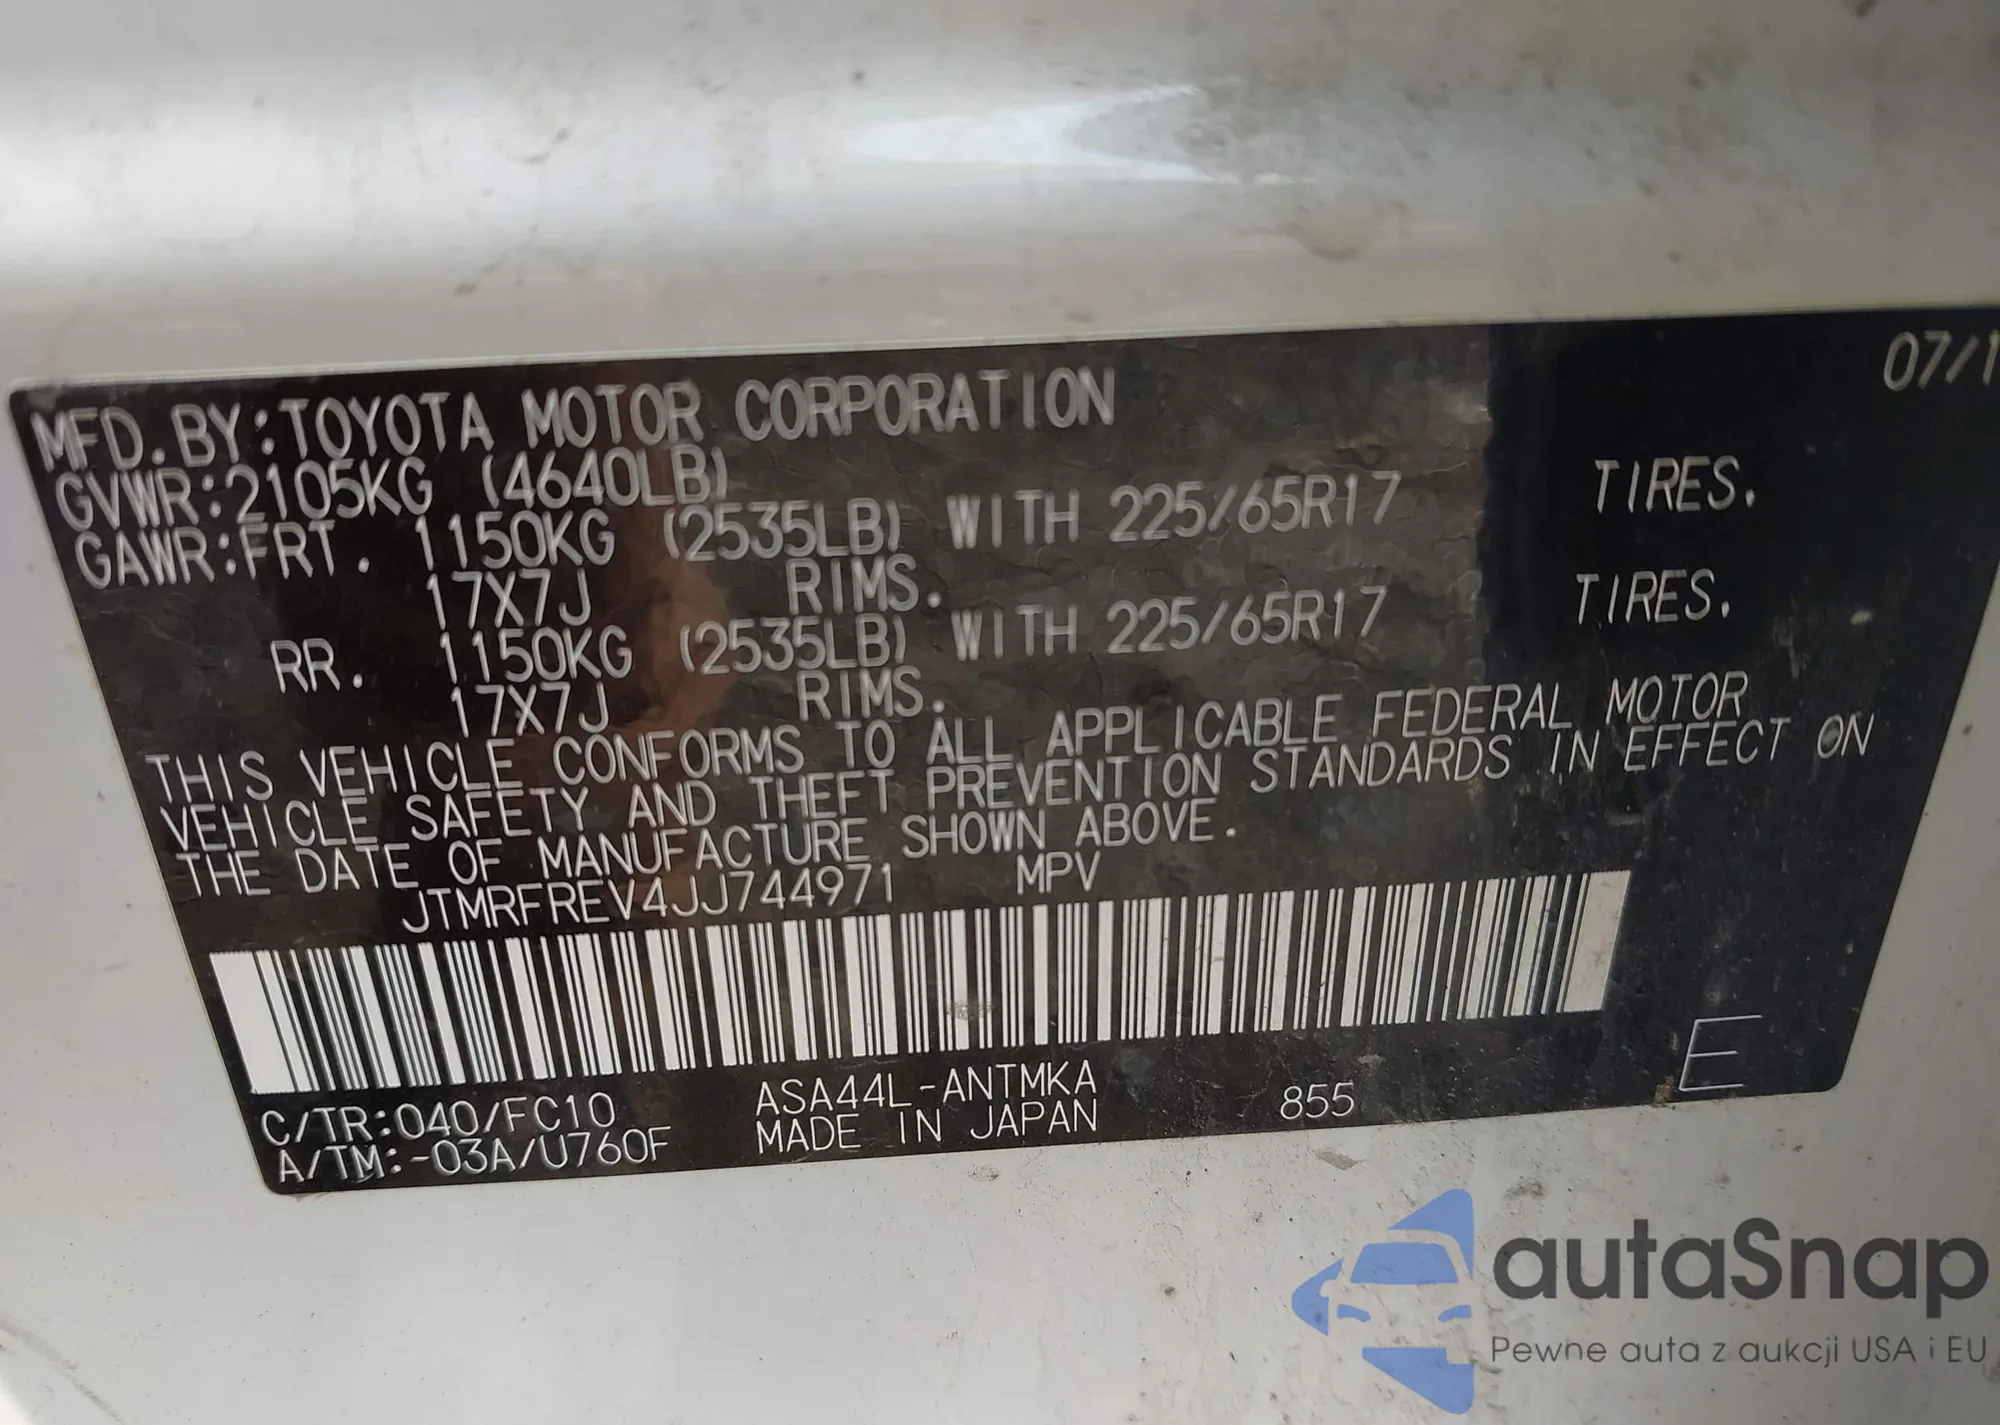 07/1
MFD. BY:TOYOTA MOTOR CORPORATION
GVWR:2105KG (4640LB)
GAWR:FRT. 1150KG (2535LB) WITH 225/65R17 TIRES.
17X7J RIMS.
RR. 1150KG (2535LB) WITH 225/65R17 TIRES.
17X7J RIMS.
THIS VEHICLE CONFORMS TO ALL APPLICABLE FEDERAL MOTOR
VEHICLE SAFETY AND THEFT PREVENTION STANDARDS IN EFFECT ON
THE DATE OF MANUFACTURE SHOWN ABOVE.
JTMRFREV4JJ744971 MPV
C/TR:040/FC10 ASA44L-ANTMKA 855 E
A/TM:-03A/U760F MADE IN JAPAN
autaSnap
Pewne auta z aukcji USA i EU